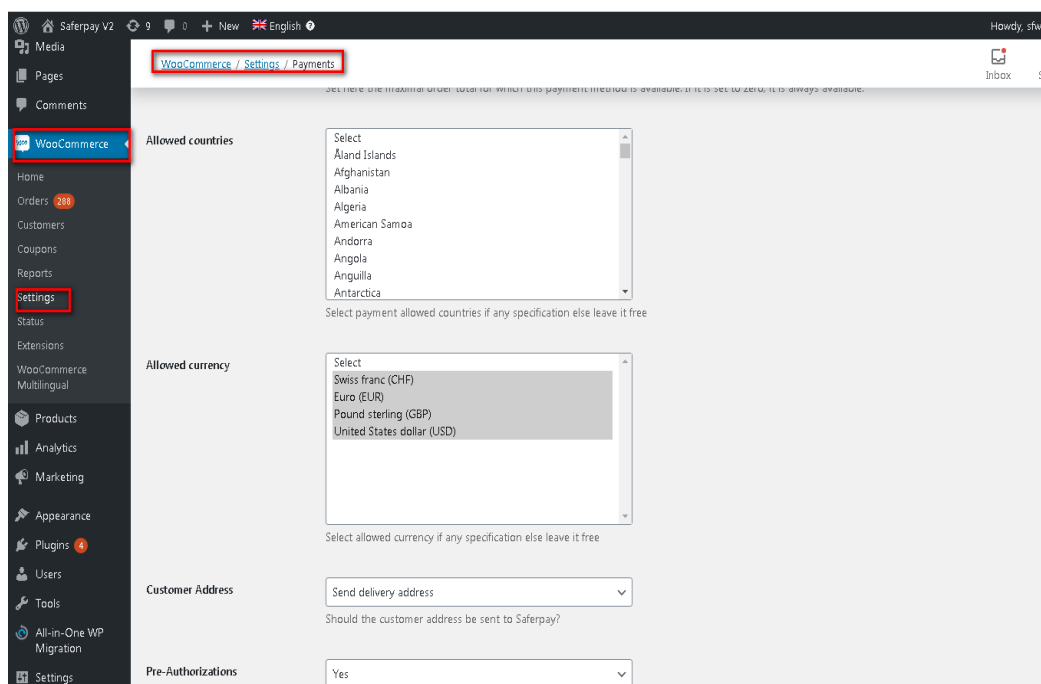 Saferpay V2 9 0 New English Howdy, sfw
Media
Pages
Comments
WooCommerce
Home
Orders 288
Customers
Coupons
Reports
Settings
Status
Extensions
WooCommerce
Multilingual
Products
Analytics
Marketing
Appearance
Plugins 4
Users
Tools
All-in-One WP
Migration
Settings
WooCommerce / Settings / Payments
Inbox
Set here the maximal order total for which this payment method is available. If it is set to zero, it is always available.
Allowed countries
Select
Åland Islands
Afghanistan
Albania
Algeria
American Samoa
Andorra
Angola
Anguilla
Antarctica
Select payment allowed countries if any specification else leave it free
Allowed currency
Select
Swiss franc (CHF)
Euro (EUR)
Pound sterling (GBP)
United States dollar (USD)
Select allowed currency if any specification else leave it free
Customer Address
Send delivery address
Should the customer address be sent to Saferpay?
Pre-Authorizations
Yes